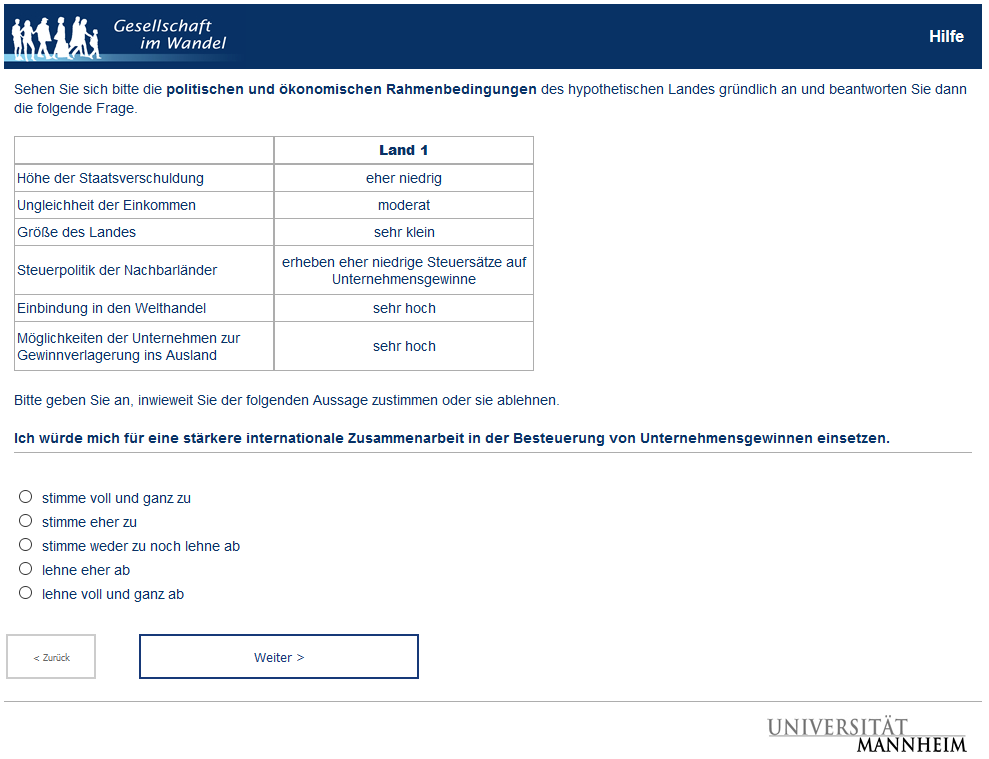 Gesellschaft
im Wandel
Hilfe
Sehen Sie sich bitte die politischen und ökonomischen Rahmenbedingungen des hypothetischen Landes gründlich an und beantworten Sie dann
die folgende Frage.
Land 1
Höhe der Staatsverschuldung
eher niedrig
Ungleichheit der Einkommen
moderat
Größe des Landes
sehr klein
Steuerpolitik der Nachbarländer
erheben eher niedrige Steuersätze auf
Unternehmensgewinne
Einbindung in den Welthandel
sehr hoch
Möglichkeiten der Unternehmen zur
Gewinnverlagerung ins Ausland
sehr hoch
Bitte geben Sie an, inwieweit Sie der folgenden Aussage zustimmen oder sie ablehnen.
Ich würde mich für eine stärkere internationale Zusammenarbeit in der Besteuerung von Unternehmensgewinnen einsetzen.
stimme voll und ganz zu
stimme eher zu
stimme weder zu noch lehne ab
lehne eher ab
lehne voll und ganz ab
< Zurück
Weiter >
UNIVERSITÄT
MANNHEIM